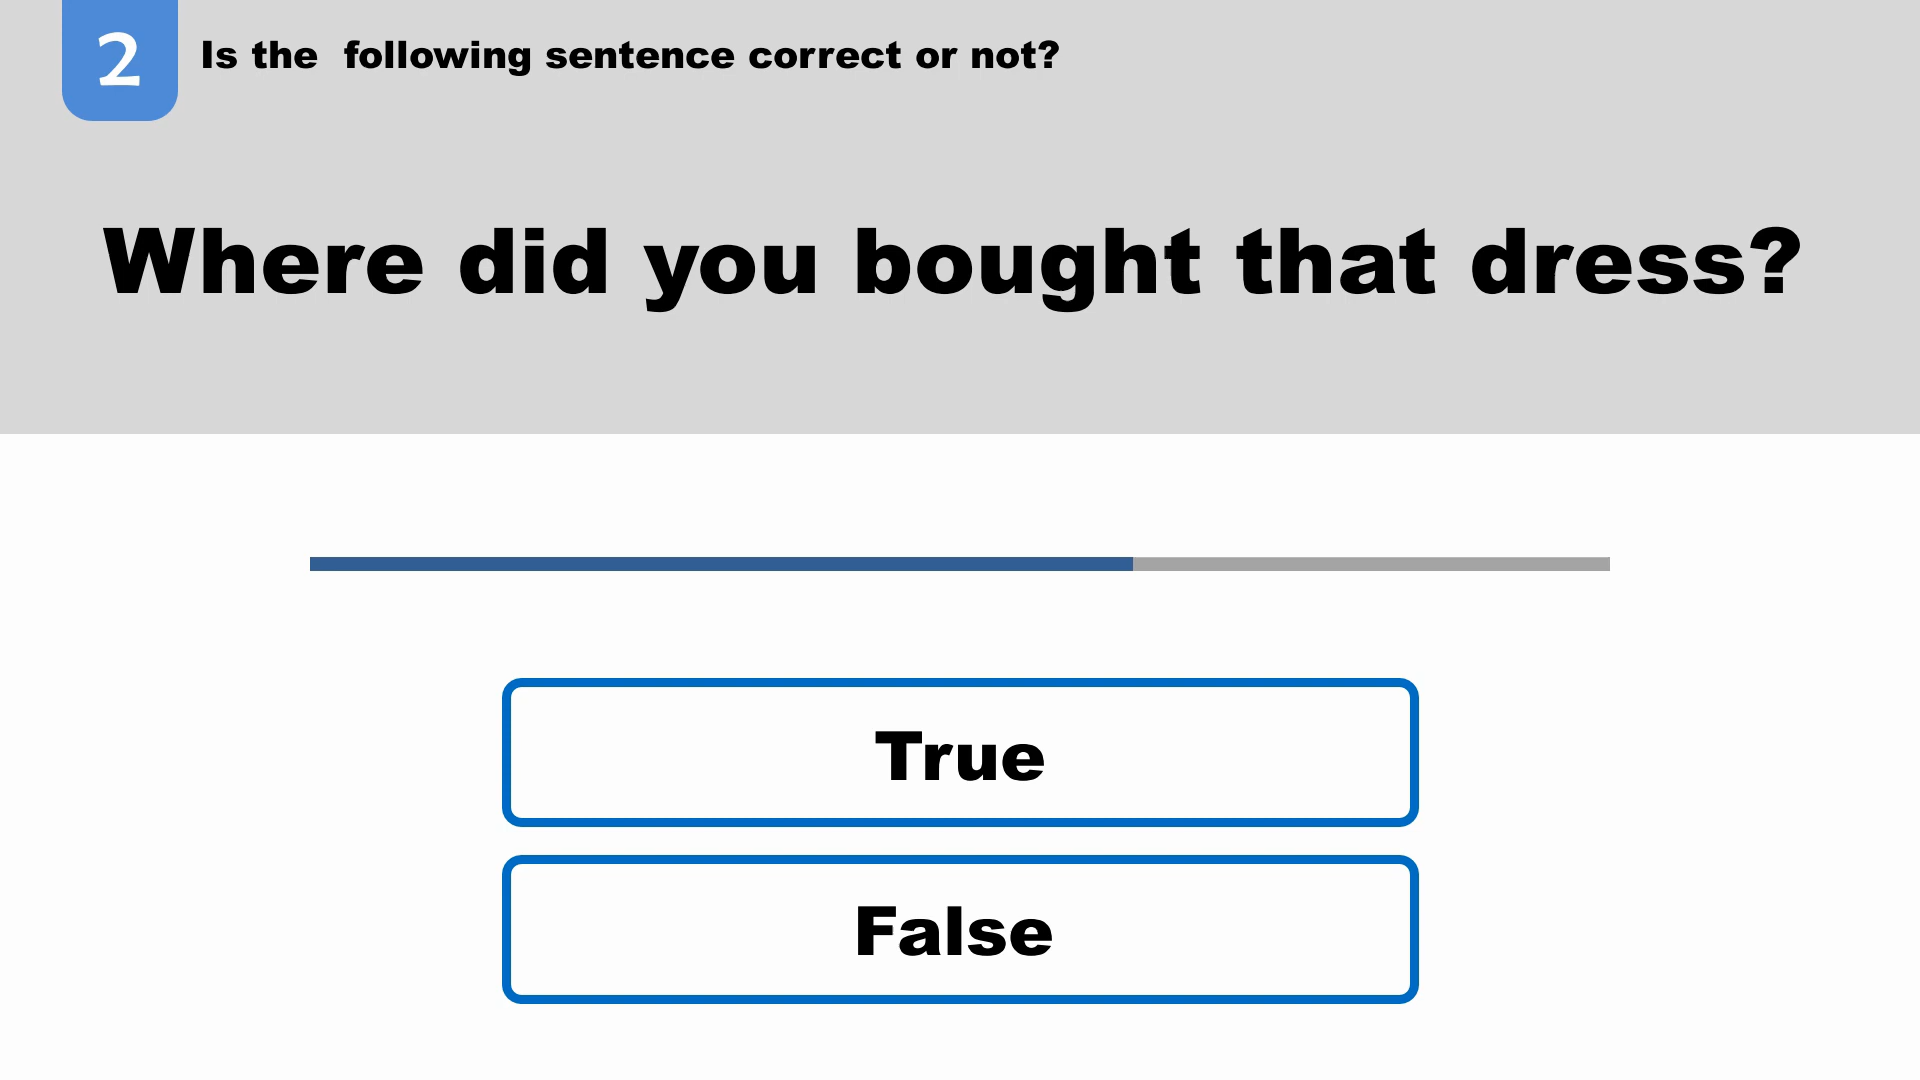 2
Is the  following sentence correct or not?
Where did you bought that dress?
True
False